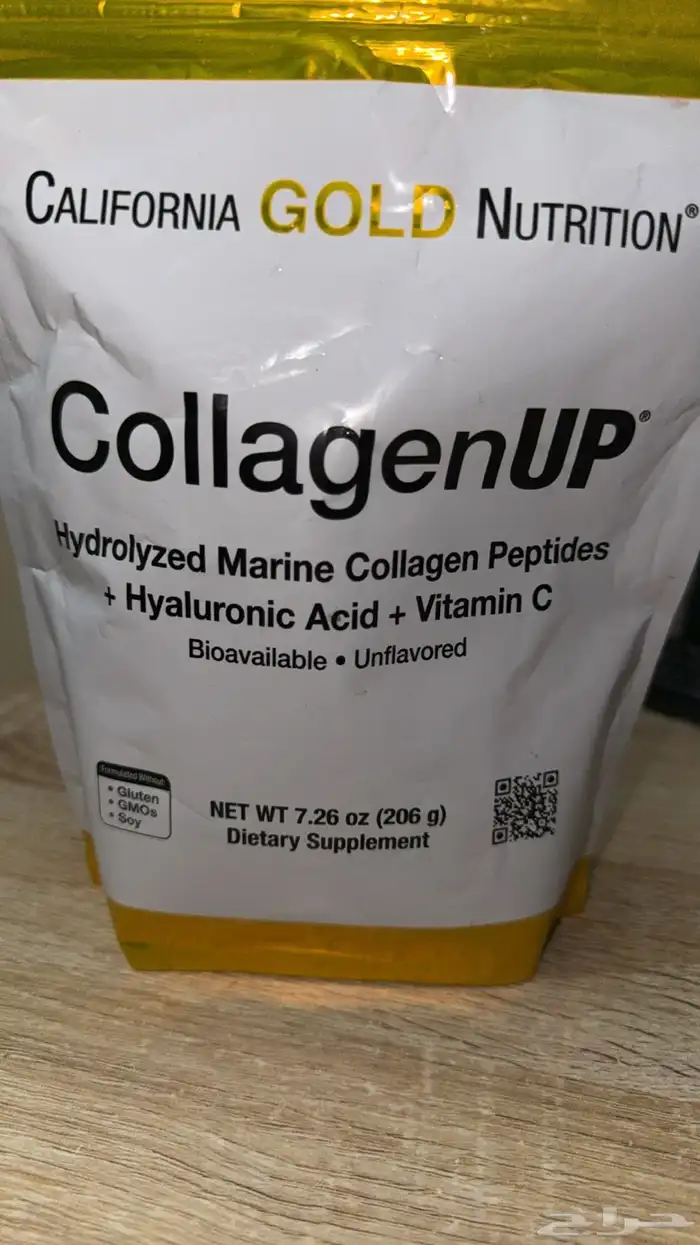 CALIFORNIA GOLD NUTRITION®
CollagenUP®
Hydrolyzed Marine Collagen Peptides
+ Hyaluronic Acid + Vitamin C
Bioavailable • Unflavored
Formulated Without:
• Gluten
• GMOs
• Soy
NET WT 7.26 oz (206 g)
Dietary Supplement
حراج